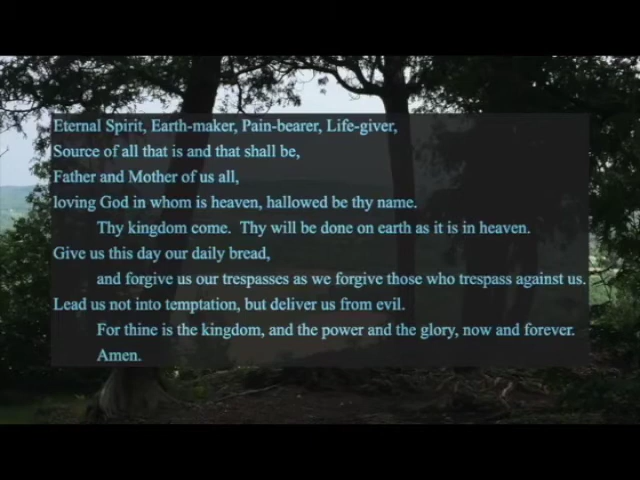 Eternal Spirit, Earth-maker, Pain-bearer, Life-giver,
Source of all that is and that shall be,
Father and Mother of us all,
loving God in whom is heaven, hallowed be thy name.
Thy kingdom come.  Thy will be done on earth as it is in heaven.
Give us this day our daily bread,
and forgive us our trespasses as we forgive those who trespass against us.
Lead us not into temptation, but deliver us from evil.
For thine is the kingdom, and the power and the glory, now and forever.
Amen.